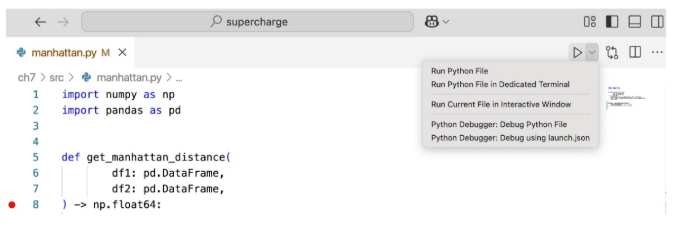 supercharge
manhattan.py M
ch7 > src > manhattan.py > ...
Run Python File
Run Python File in Dedicated Terminal
Run Current File in Interactive Window
Python Debugger: Debug Python File
Python Debugger: Debug using launch.json
1 import numpy as np
2 import pandas as pd
3
4
5 def get_manhattan_distance(
6 df1: pd.DataFrame,
7 df2: pd.DataFrame,
8 ) -> np.float64: